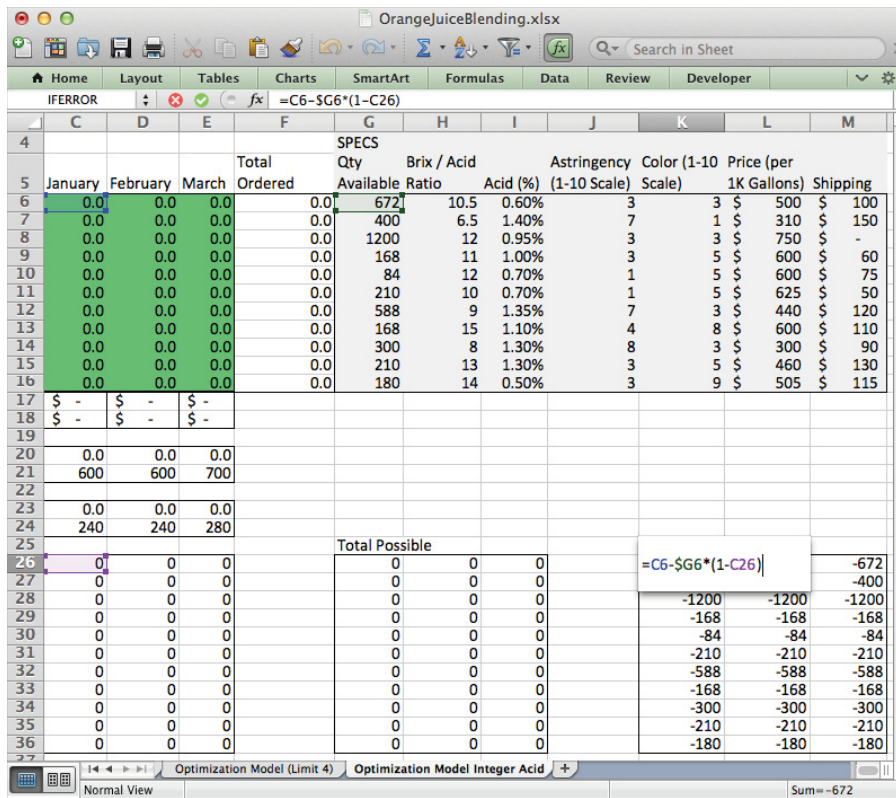 OrangeJuiceBlending.xlsx
fx Search in Sheet
Home Layout Tables Charts SmartArt Formulas Data Review Developer
IFERROR fx =C6-$G6*(1-C26)
C D E F G H I J K L M
4 SPECS
5 January February March Total Ordered Qty Available Brix / Acid Ratio Acid (%) Astringency (1-10 Scale) Color (1-10 Scale) Price (per 1K Gallons) Shipping
6 0.0 0.0 0.0 0.0 672 10.5 0.60% 3 3 $ 500 $ 100
7 0.0 0.0 0.0 0.0 400 6.5 1.40% 7 1 $ 310 $ 150
8 0.0 0.0 0.0 0.0 1200 12 0.95% 3 3 $ 750 $ -
9 0.0 0.0 0.0 0.0 168 11 1.00% 3 5 $ 600 $ 60
10 0.0 0.0 0.0 0.0 84 12 0.70% 1 5 $ 600 $ 75
11 0.0 0.0 0.0 0.0 210 10 0.70% 1 5 $ 625 $ 50
12 0.0 0.0 0.0 0.0 588 9 1.35% 7 3 $ 440 $ 120
13 0.0 0.0 0.0 0.0 168 15 1.10% 4 8 $ 600 $ 110
14 0.0 0.0 0.0 0.0 300 8 1.30% 8 3 $ 300 $ 90
15 0.0 0.0 0.0 0.0 210 13 1.30% 3 5 $ 460 $ 130
16 0.0 0.0 0.0 0.0 180 14 0.50% 3 9 $ 505 $ 115
17 $ - $ - $ -
18 $ - $ - $ -
19
20 0.0 0.0 0.0
21 600 600 700
22
23 0.0 0.0 0.0
24 240 240 280
25 Total Possible
26 0 0 0 0 0 0 =C6-$G6*(1-C26) -672
27 0 0 0 0 0 0 -400
28 0 0 0 0 0 0 -1200 -1200 -1200
29 0 0 0 0 0 0 -168 -168 -168
30 0 0 0 0 0 0 -84 -84 -84
31 0 0 0 0 0 0 -210 -210 -210
32 0 0 0 0 0 0 -588 -588 -588
33 0 0 0 0 0 0 -168 -168 -168
34 0 0 0 0 0 0 -300 -300 -300
35 0 0 0 0 0 0 -210 -210 -210
36 0 0 0 0 0 0 -180 -180 -180
37
Optimization Model (Limit 4) Optimization Model Integer Acid +
Normal View Sum=-672